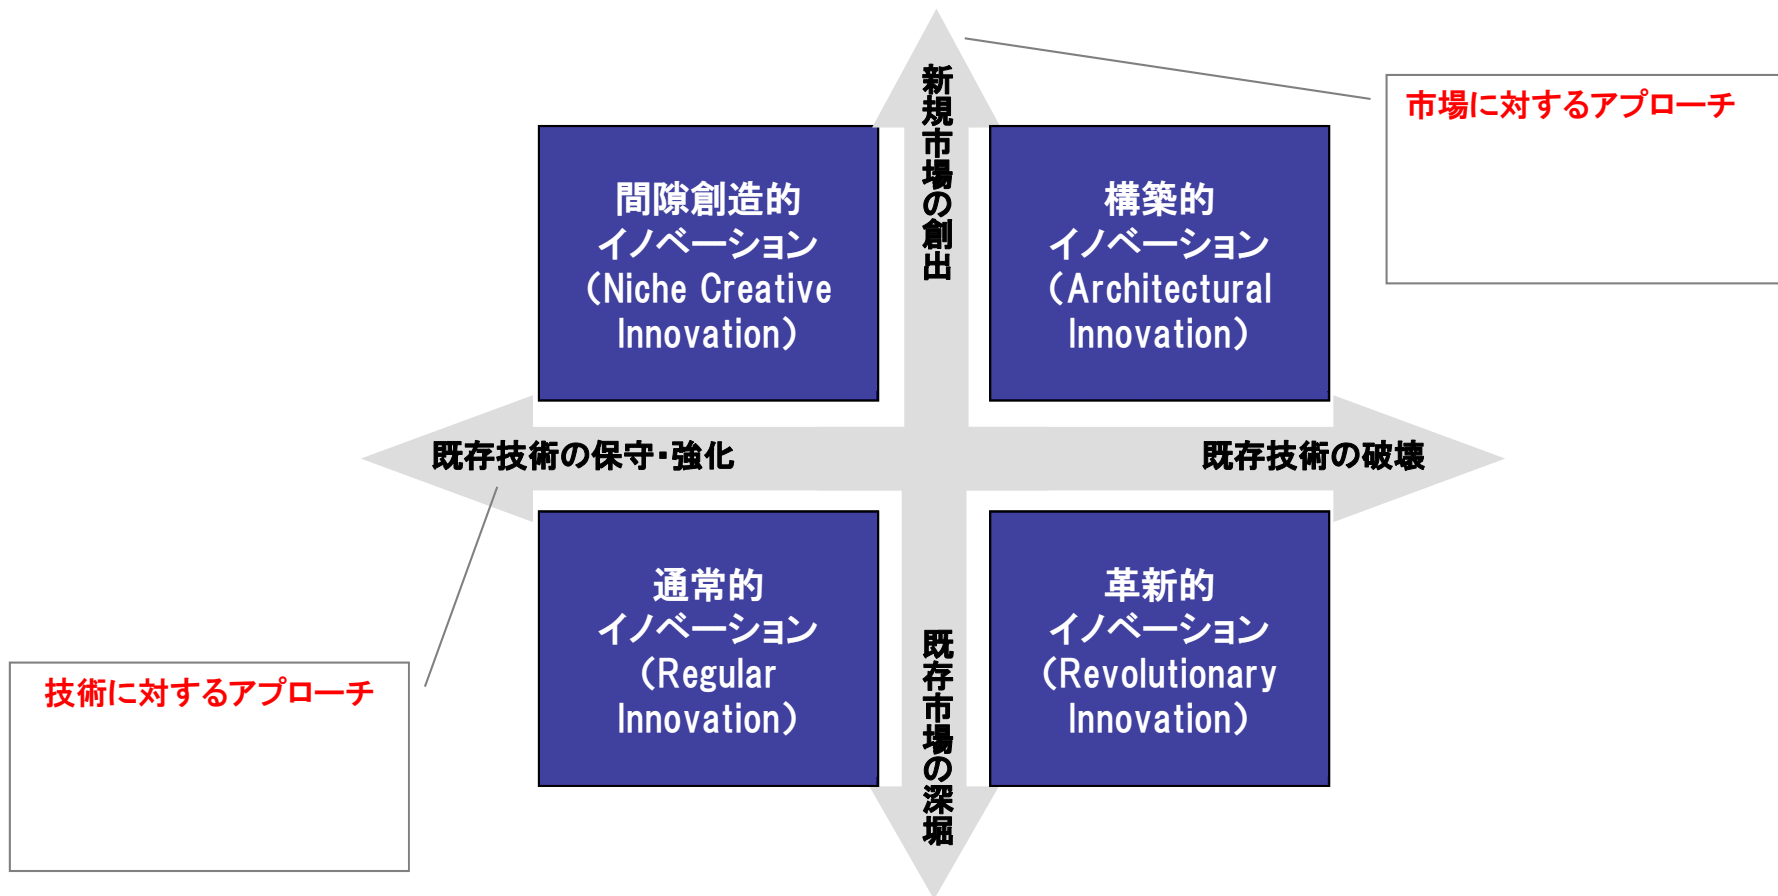 新規市場の創出
市場に対するアプローチ
間隙創造的
イノベーション
(Niche Creative
Innovation)
構築的
イノベーション
(Architectural
Innovation)
既存技術の保守・強化
既存技術の破壊
通常的
イノベーション
(Regular
Innovation)
革新的
イノベーション
(Revolutionary
Innovation)
既存市場の深堀
技術に対するアプローチ